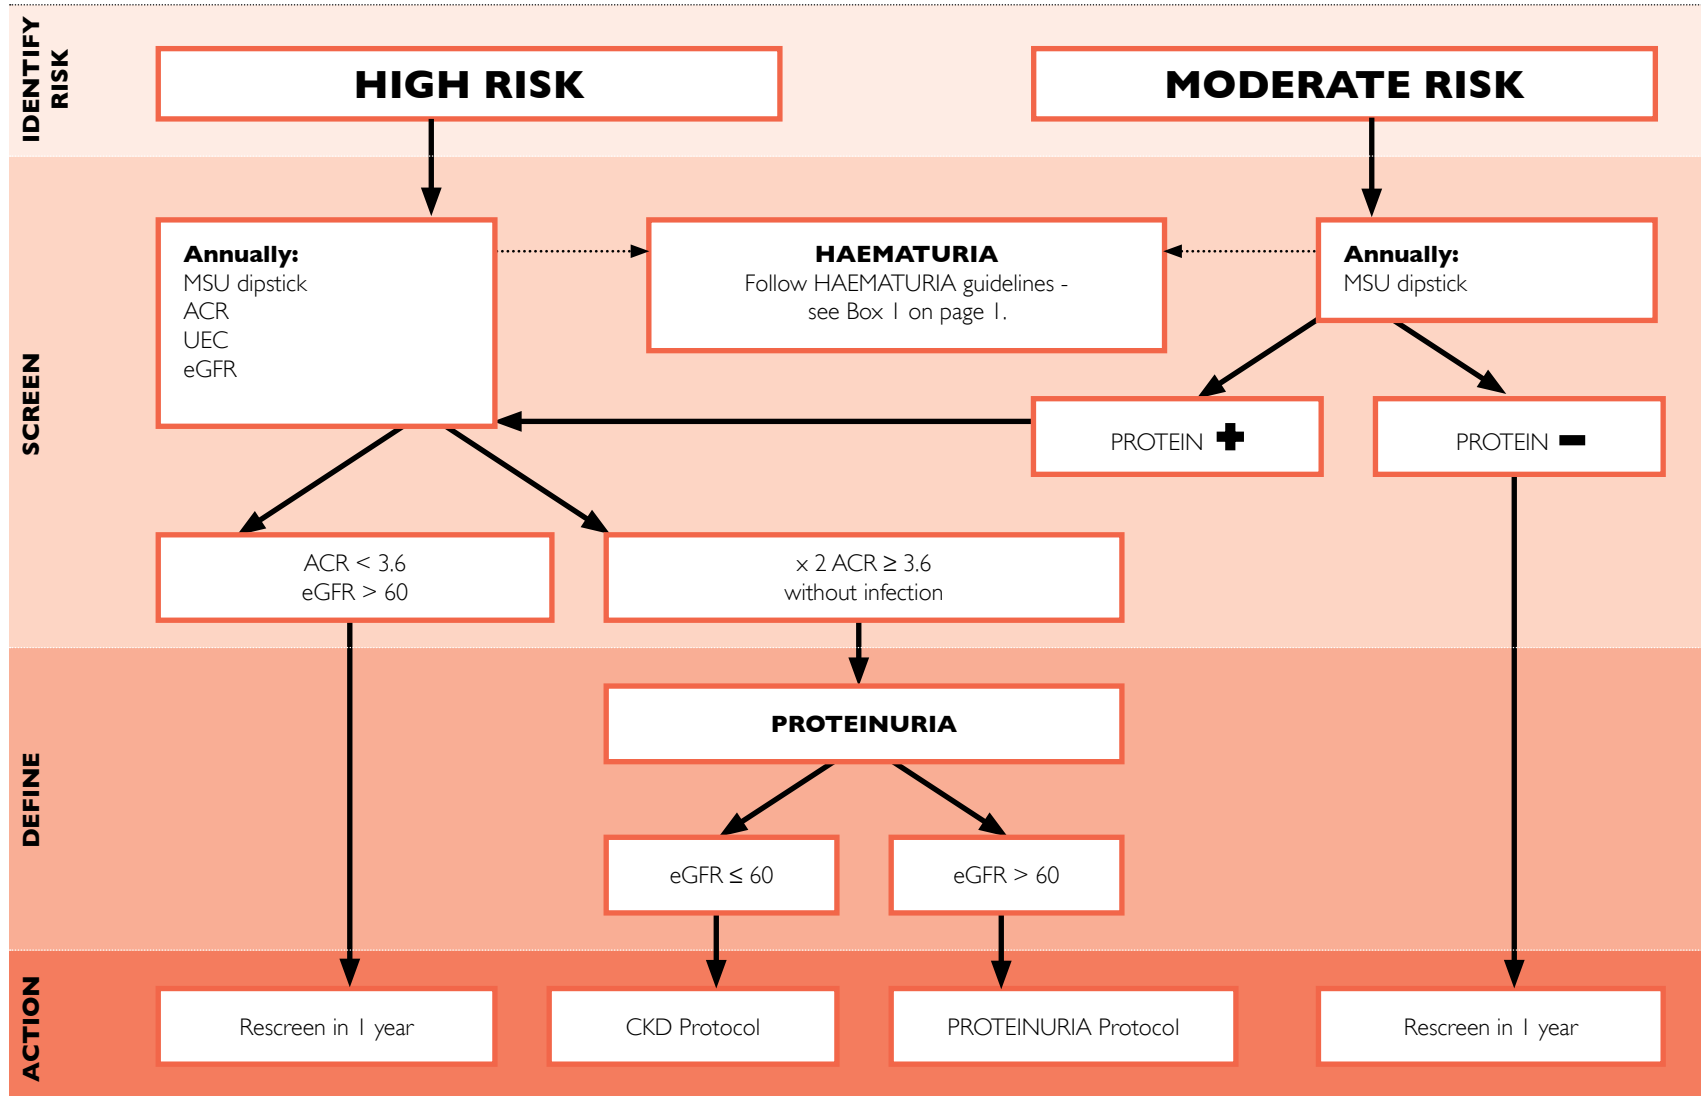 IDENTIFY
RISK
HIGH RISK
MODERATE RISK
SCREEN
Annually:
MSU dipstick
ACR
UEC
eGFR
HAEMATURIA
Follow HAEMATURIA guidelines -
see Box 1 on page 1.
Annually:
MSU dipstick
PROTEIN +
PROTEIN -
ACR < 3.6
eGFR > 60
x 2 ACR ≥ 3.6
without infection
DEFINE
PROTEINURIA
eGFR ≤ 60
eGFR > 60
ACTION
Rescreen in 1 year
CKD Protocol
PROTEINURIA Protocol
Rescreen in 1 year